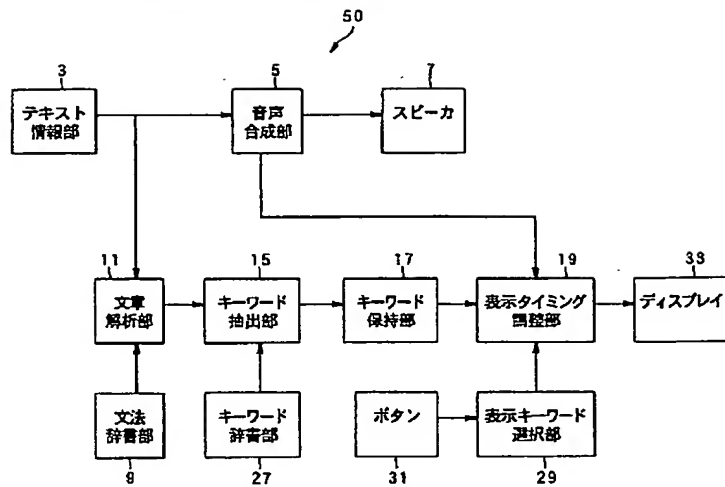 50
3
5
7
テキスト
情報部
音声
合成部
スピーカ
11
15
17
19
33
文章
解析部
キーワード
抽出部
キーワード
保持部
表示タイミング
調整部
ディスプレイ
文法
辞書部
キーワード
辞書部
ボタン
表示キーワード
選択部
9
27
31
29